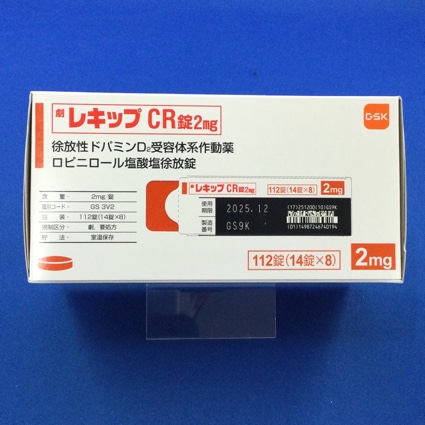 劇 レキップCR錠2mg
GSK
徐放性ドパミンD₂受容体系作動薬
ロピニロール塩酸塩徐放錠
含量・2mg/錠
識別コード・GS 3V2
包装・112錠(14錠×8)
規制区分・劇、要処方
貯法・室温保存
劇 レキップCR錠2mg 112錠(14錠×8) 2mg
使用期限 2025.12
(17)251200(10)GS9K
製造番号 GS9K
(01)14987246740194
112錠(14錠×8) 2mg